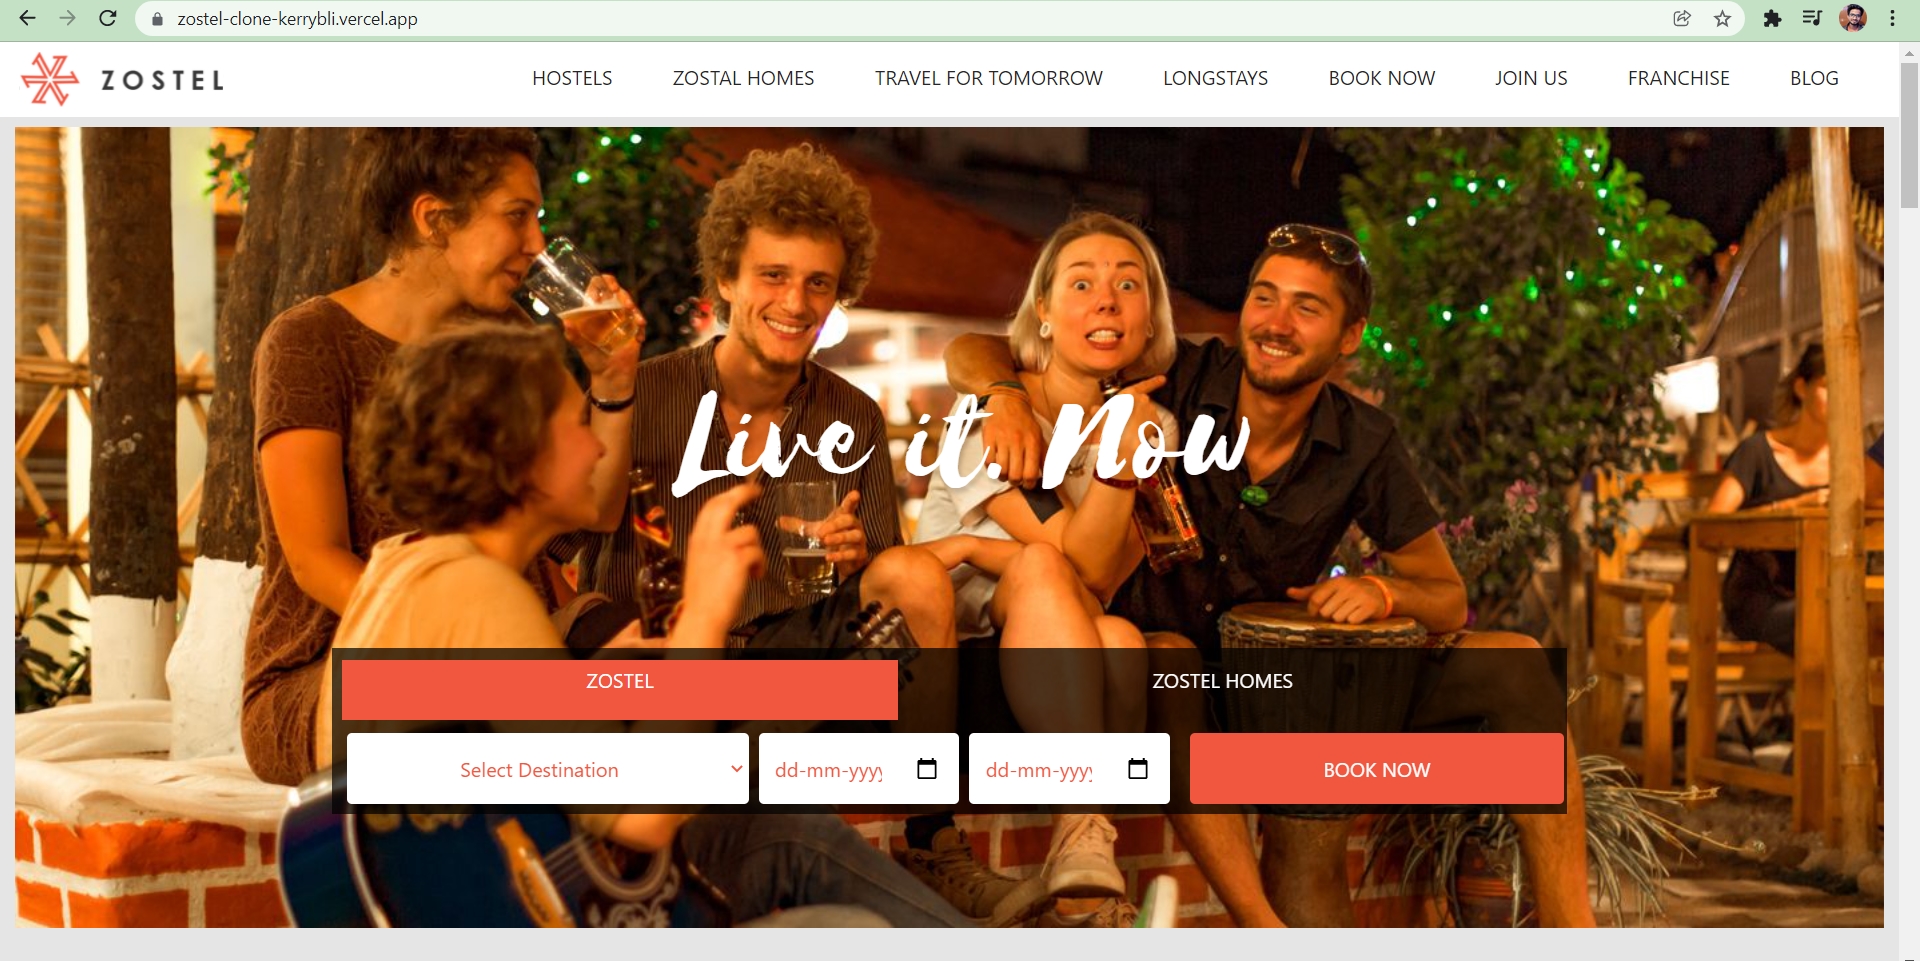 zostel-clone-kerrybli.vercel.app
ZOSTEL
HOSTELS
ZOSTAL HOMES
TRAVEL FOR TOMORROW
LONGSTAYS
BOOK NOW
JOIN US
FRANCHISE
BLOG
Live it. Now
ZOSTEL
ZOSTEL HOMES
Select Destination
dd-mm-yyyy
dd-mm-yyyy
BOOK NOW